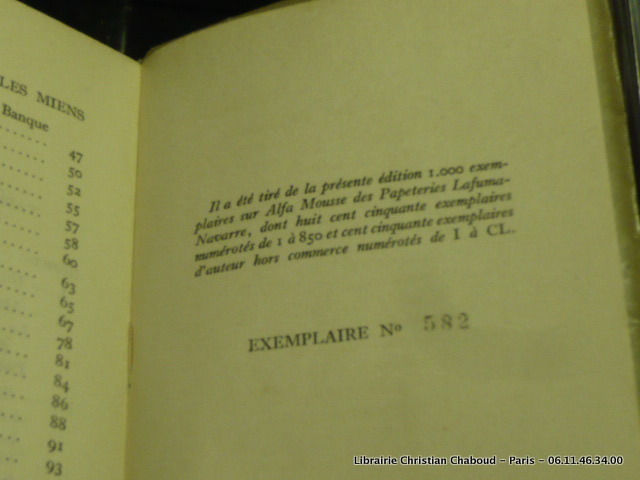 LES MIENS
Banque
47
50
52
55
57
58
60
63
65
67
78
81
84
86
88
91
93
Il a été tiré de la présente édition 1.000 exem-
plaires sur Alfa Mousse des Papeteries Lafuma-
Navarre, dont huit cent cinquante exemplaires
numérotés de 1 à 850 et cent cinquante exemplaires
d'auteur hors commerce numérotés de I à CL.
EXEMPLAIRE No 582
Librairie Christian Chaboud - Paris - 06.11.46.34.00